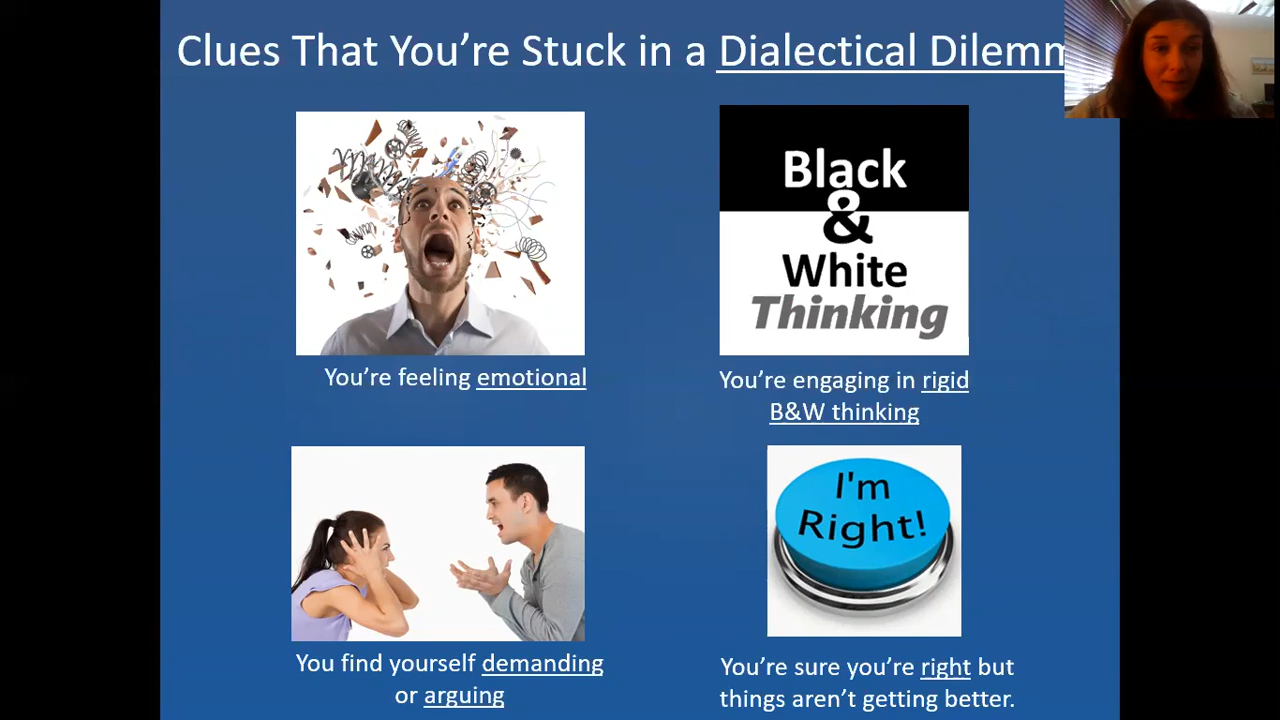 Clues That You're Stuck in a Dialectical Dilemm
Black
&
White
Thinking
You're feeling emotional
You're engaging in rigid
B&W thinking
I'm
Right!
You find yourself demanding
or arguing
You're sure you're right but
things aren't getting better.